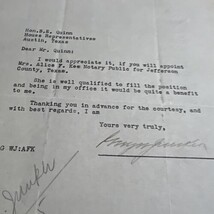 Hon.S.E. Quinn
House Representatives
Austin, Texas
Dear Mr. Quinn:
I would appreciate it, if you will appoint
Mrs. Alice F. Kee Notary Public for Jefferson
County, Texas.
She is well qualified to fill the position
and being in my office it would be quite a benefit
to me.
Thanking you in advance for the courtesy, and
with best regards, I am
Yours very truly,
G WJ:AFK